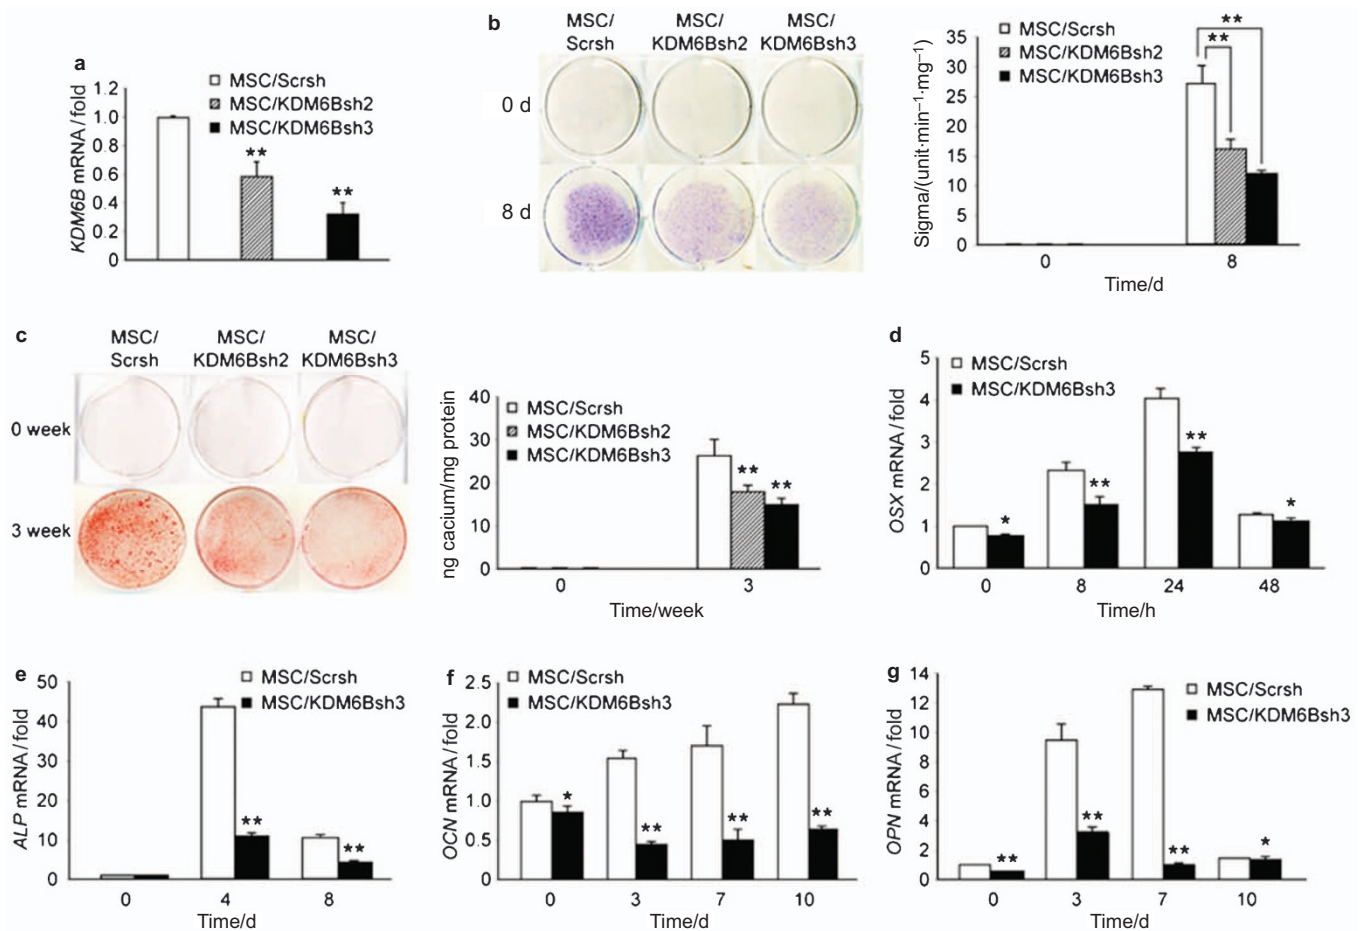 a
KDM6B mRNA/fold
1.2
1.0
0.8
0.6
0.4
0.2
0
MSC/Scrsh
MSC/KDM6Bsh2
MSC/KDM6Bsh3
**
**
b
MSC/
Scrsh
MSC/
KDM6Bsh2
MSC/
KDM6Bsh3
0 d
8 d
Sigma/(unit·min⁻¹·mg⁻¹)
35
30
25
20
15
10
5
0
MSC/Scrsh
MSC/KDM6Bsh2
MSC/KDM6Bsh3
**
**
0
8
Time/d
c
MSC/
Scrsh
MSC/
KDM6Bsh2
MSC/
KDM6Bsh3
0 week
3 week
ng cacium/mg protein
40
30
20
10
0
MSC/Scrsh
MSC/KDM6Bsh2
MSC/KDM6Bsh3
**
**
0
3
Time/week
d
OSX mRNA/fold
5
4
3
2
1
0
MSC/Scrsh
MSC/KDM6Bsh3
*
**
**
*
0
8
24
48
Time/h
e
ALP mRNA/fold
50
40
30
20
10
0
MSC/Scrsh
MSC/KDM6Bsh3
**
**
0
4
8
Time/d
f
OCN mRNA/fold
2.5
2.0
1.5
1.0
0.5
0
MSC/Scrsh
MSC/KDM6Bsh3
*
**
**
**
0
3
7
10
Time/d
g
OPN mRNA/fold
14
12
10
8
6
4
2
0
MSC/Scrsh
MSC/KDM6Bsh3
**
**
**
*
0
3
7
10
Time/d